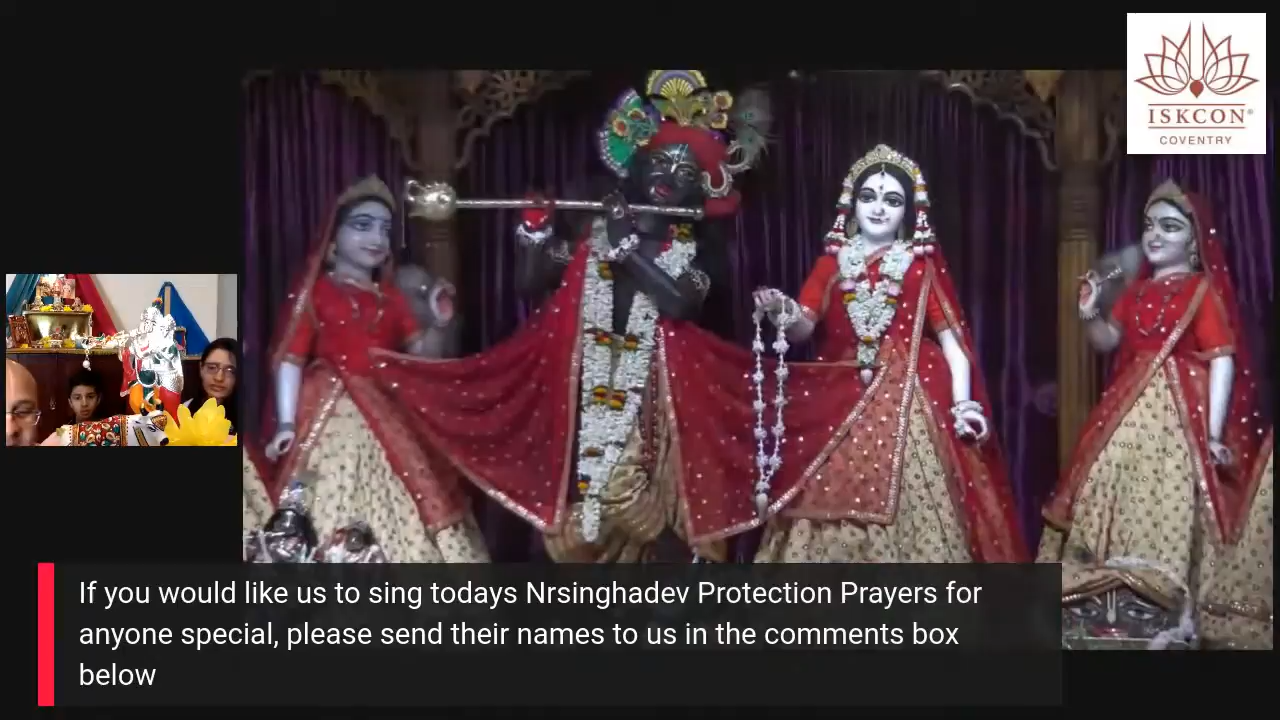 ISKCON®
COVENTRY
If you would like us to sing todays Nrsinghadev Protection Prayers for
anyone special, please send their names to us in the comments box
below